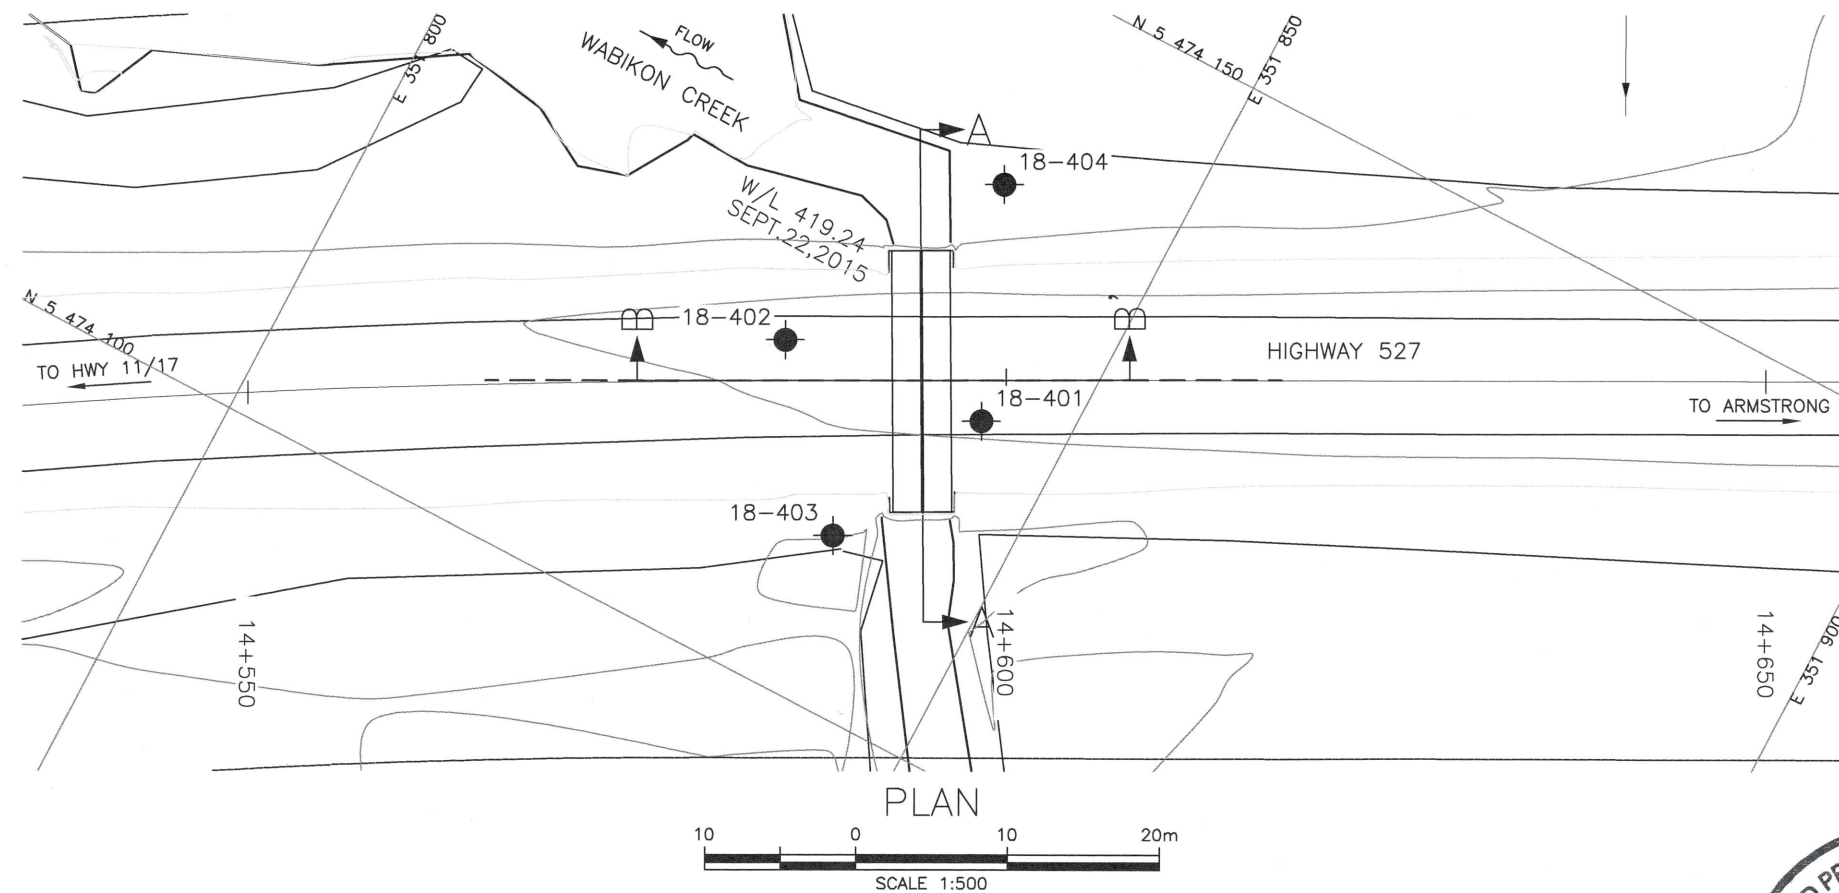 E 351 800
FLOW
WABIKON CREEK
N 5 474 150
E 351 850
A
18-404
W/L 419.24
SEPT.22,2015
N 5 474 100
B
18-402
B
HIGHWAY 527
TO HWY 11/17
18-401
TO ARMSTRONG
18-403
A
14+550
14+600
14+650
E 351 900
PLAN
10 0 10 20m
SCALE 1:500